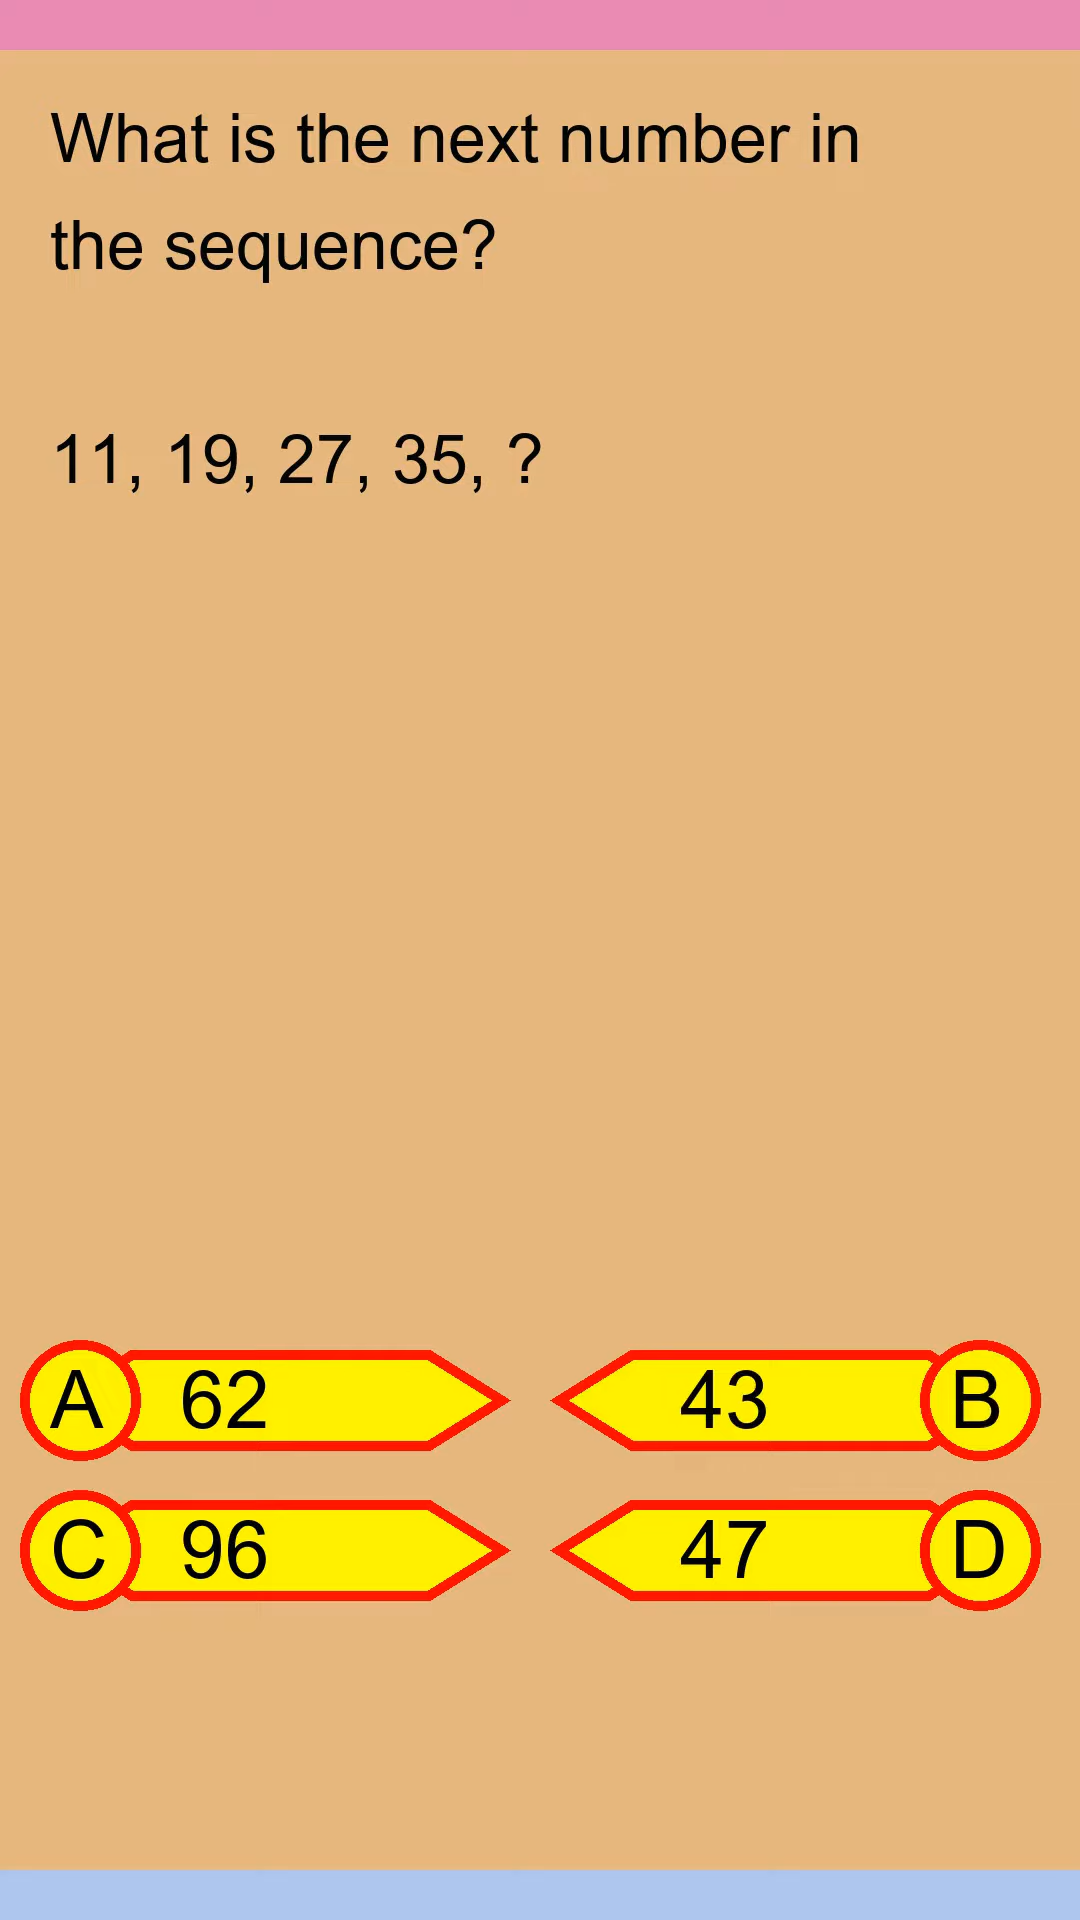 What is the next number in
the sequence?
11, 19, 27, 35, ?
A 62
43 B
C 96
47 D